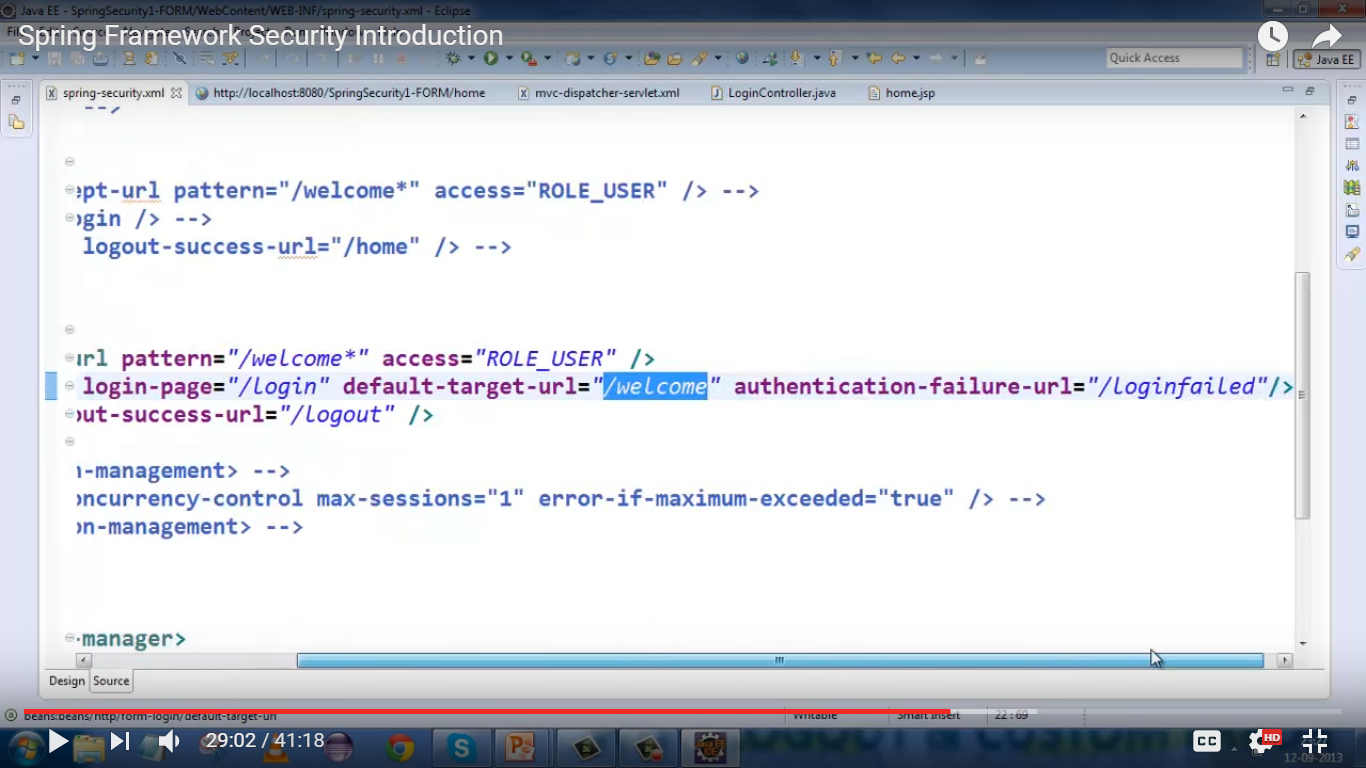 Java EE - SpringSecurity1-FORM/WebContent/WEB-INF/spring-security.xml - Eclipse
Spring Framework Security Introduction
Quick Access
Java EE
spring-security.xml
http://localhost:8080/SpringSecurity1-FORM/home
mvc-dispatcher-servlet.xml
LoginController.java
home.jsp
-->
ept-url pattern="/welcome*" access="ROLE_USER" /> -->
ogin /> -->
logout-success-url="/home" /> -->
url pattern="/welcome*" access="ROLE_USER" />
login-page="/login" default-target-url="/welcome" authentication-failure-url="/loginfailed"/>
out-success-url="/logout" />
n-management> -->
oncurrency-control max-sessions="1" error-if-maximum-exceeded="true" /> -->
on-management> -->
-manager>
Design Source
beans:beans/http/form-login/default-target-url
Writable
Smart Insert
22 : 69
29:02 / 41:18
CC
HD
12-09-2013